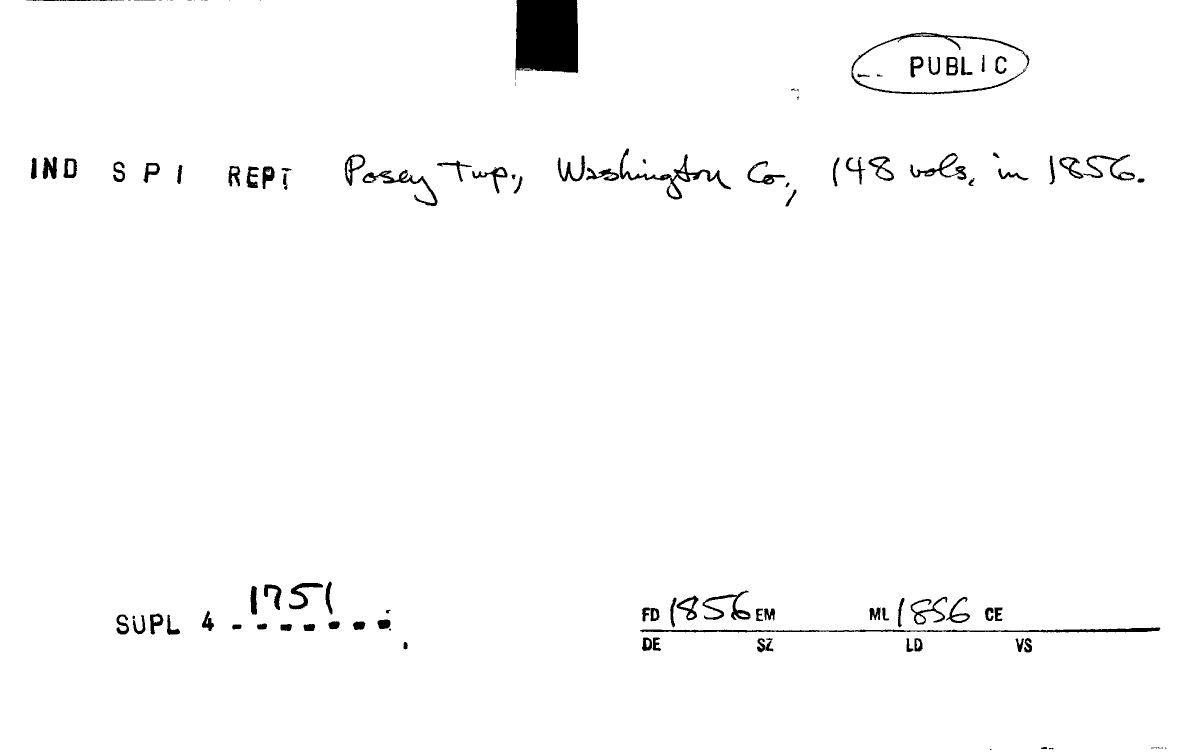 -- PUBLIC
IND S P I REPT Posey Twp., Washington Co., 148 vols. in 1856.
1751
SUPL 4 -------
FD 1856 EM ML 1856 CE
DE SZ LD VS